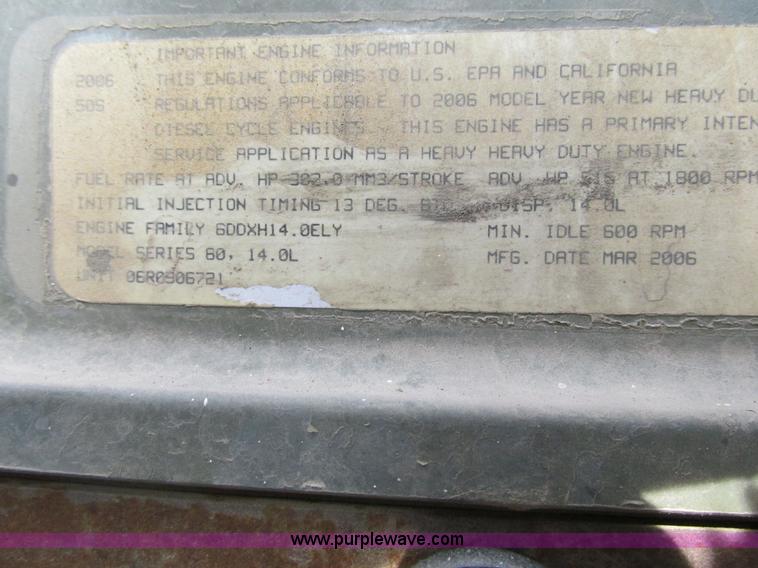 IMPORTANT ENGINE INFORMATION
2006 THIS ENGINE CONFORMS TO U.S. EPA AND CALIFORNIA
50S REGULATIONS APPLICABLE TO 2006 MODEL YEAR NEW HEAVY DU
DIESEL CYCLE ENGINES. THIS ENGINE HAS A PRIMARY INTEN
SERVICE APPLICATION AS A HEAVY HEAVY DUTY ENGINE.
FUEL RATE AT ADV. HP 302.0 MM3/STROKE ADV HP 515 AT 1800 RPM
INITIAL INJECTION TIMING 13 DEG. DISP. 14.0L
ENGINE FAMILY 6DDXH14.0ELY MIN. IDLE 600 RPM
MODEL SERIES 60, 14.0L MFG. DATE MAR 2006
UNIT 06R0906721
www.purplewave.com